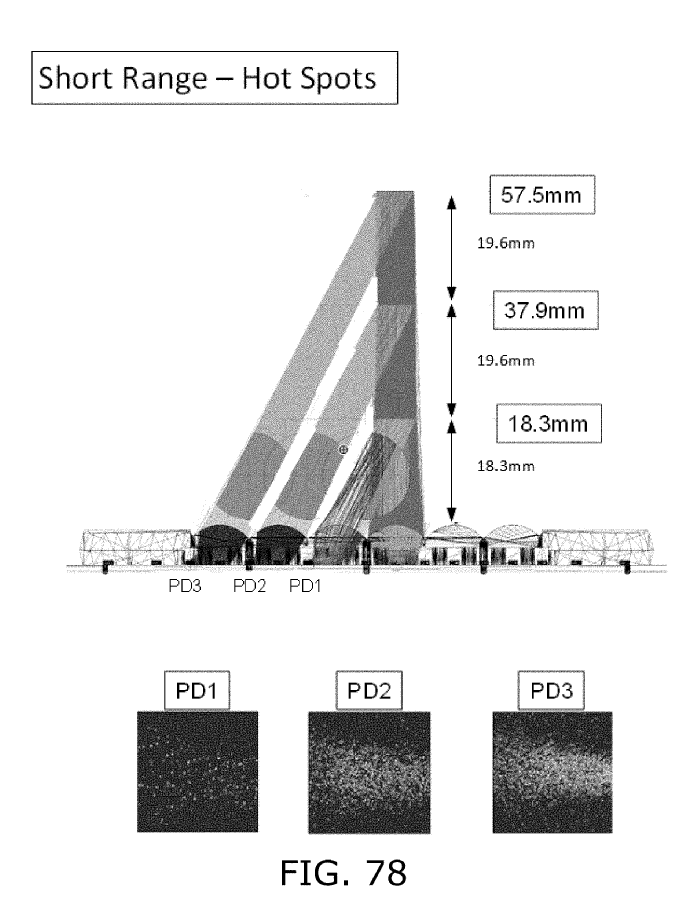 Short Range – Hot Spots
57.5mm
19.6mm
37.9mm
19.6mm
18.3mm
18.3mm
PD3 PD2 PD1
PD1 PD2 PD3
FIG. 78